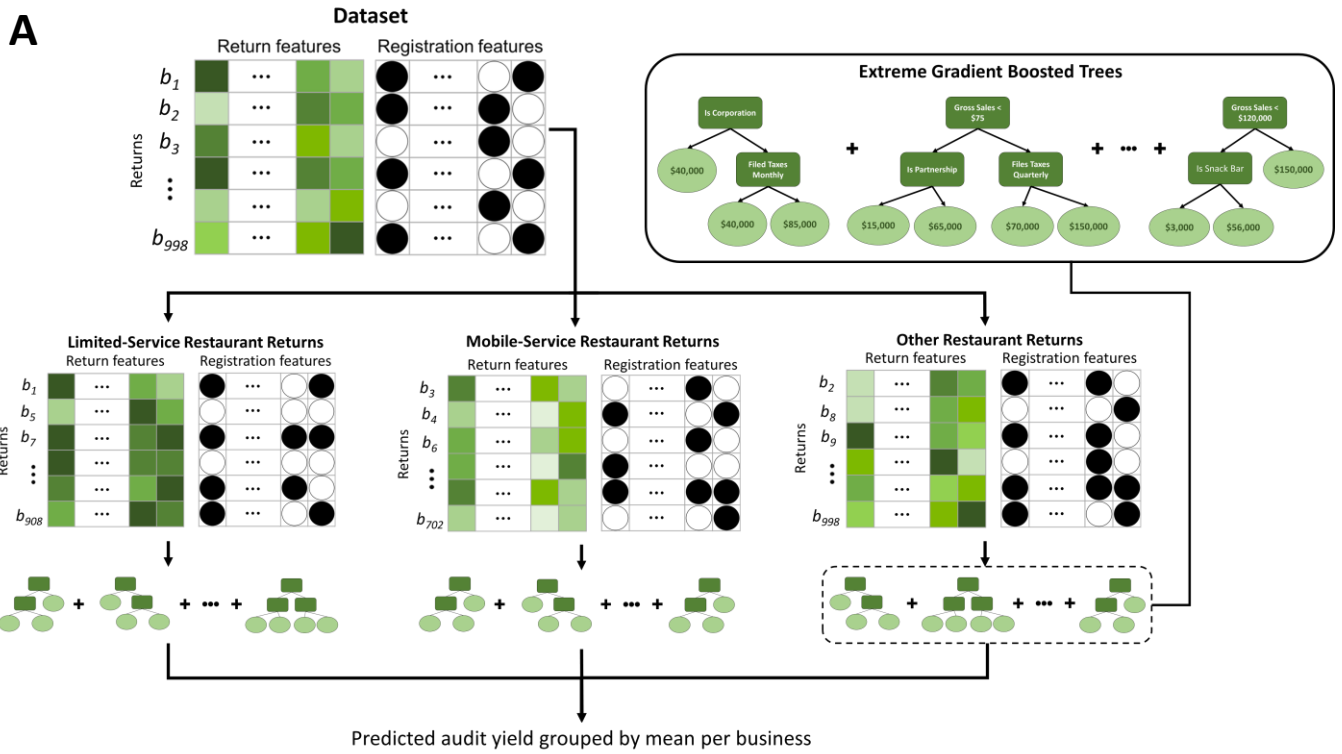 A
Dataset
Return features
Registration features
Returns
b1 ...
b2 ...
b3 ...
...
b998 ...
Extreme Gradient Boosted Trees
Is Corporation
$40,000
Filed Taxes
Monthly
$40,000
$85,000
+
Gross Sales <
$75
Is Partnership
Files Taxes
Quarterly
$15,000
$65,000
$70,000
$150,000
+ ... +
Gross Sales <
$120,000
Is Snack Bar
$150,000
$3,000
$56,000
Limited-Service Restaurant Returns
Return features
Registration features
Returns
b1 ...
b5 ...
b7 ...
...
b908 ...
Mobile-Service Restaurant Returns
Return features
Registration features
Returns
b3 ...
b4 ...
b6 ...
...
b702 ...
Other Restaurant Returns
Return features
Registration features
Returns
b2 ...
b8 ...
b9 ...
...
b998 ...
+ + ... +
+ + ... +
+ + ... +
Predicted audit yield grouped by mean per business